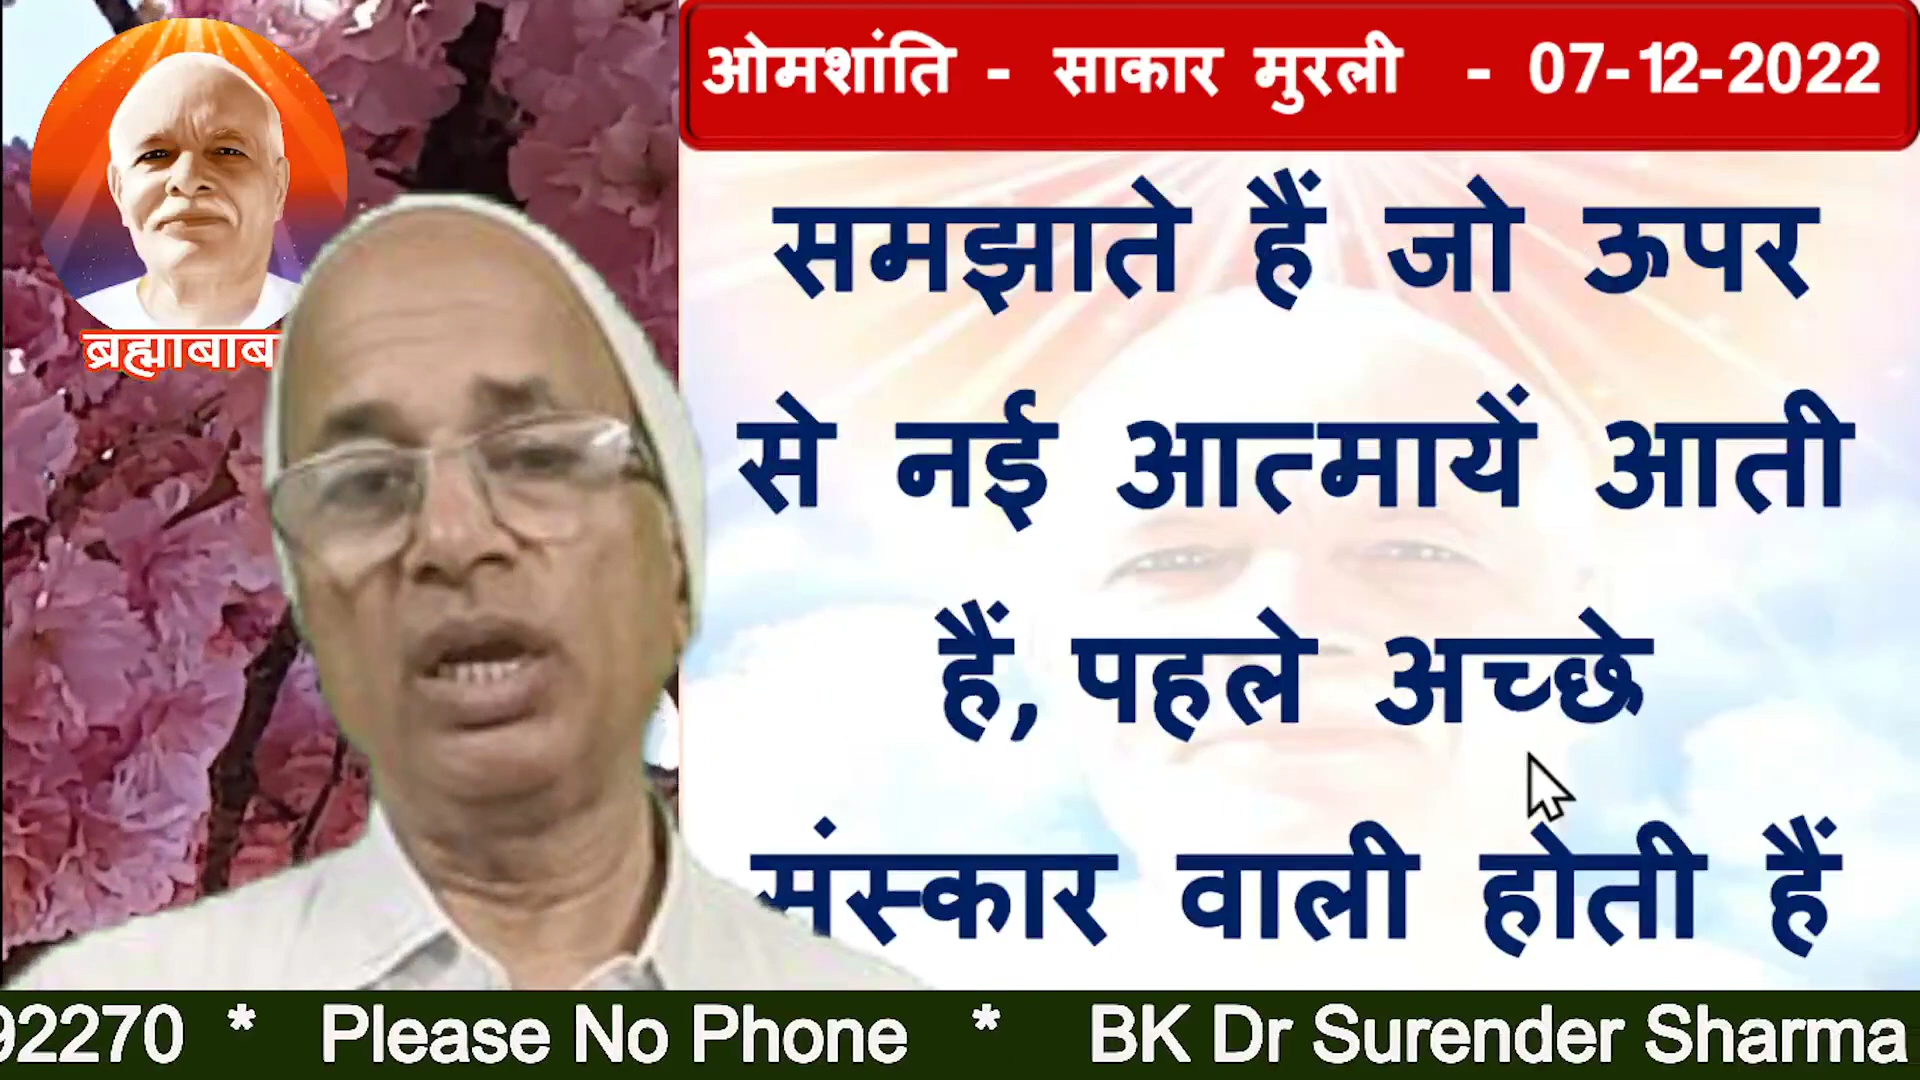 ओमशांति - साकार मुरली - 07-12-2022
समझाते हैं जो ऊपर
से नई आत्मायें आती
हैं, पहले अच्छे
संस्कार वाली होती हैं
ब्रह्माबाब
92270 * Please No Phone * BK Dr Surender Sharma